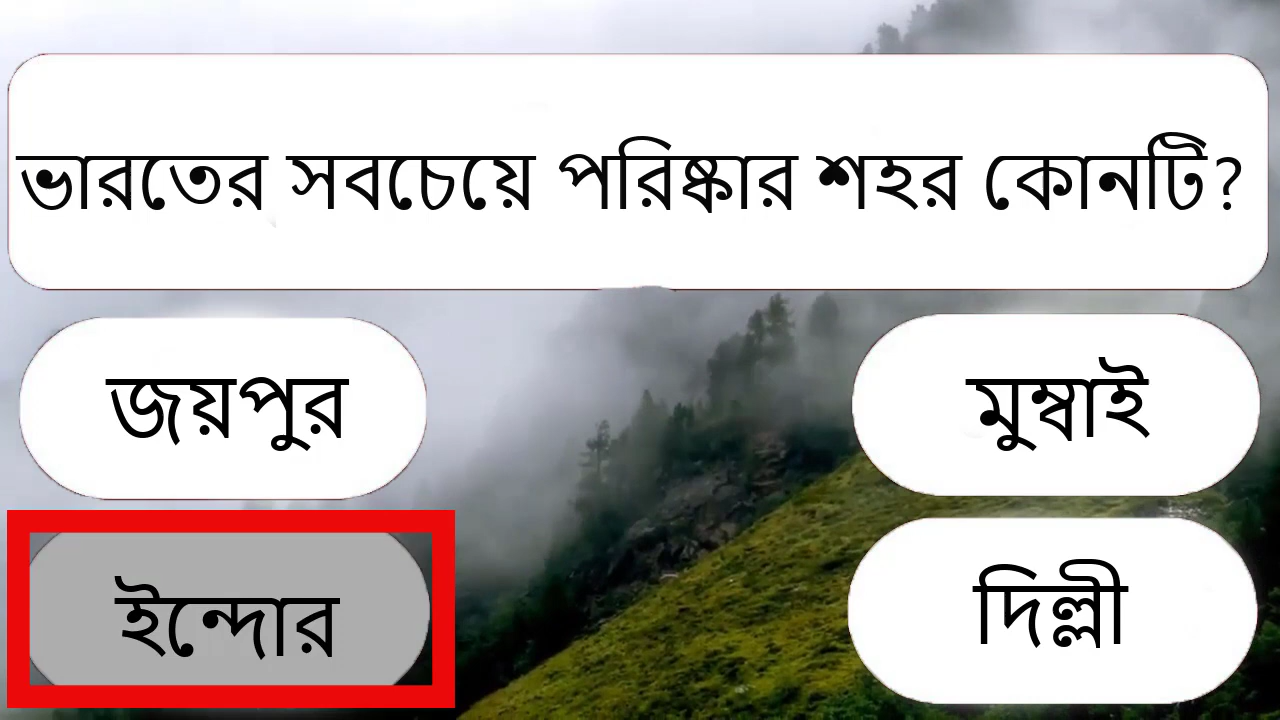 ভারতের সবচেয়ে পরিষ্কার শহর কোনটি?
জয়পুর
মুম্বাই
ইন্দোর
দিল্লী